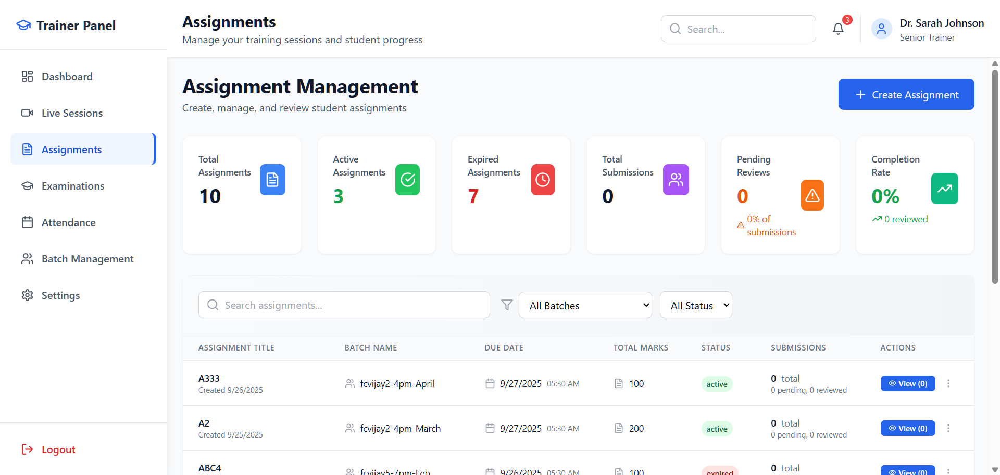 Trainer Panel
Dashboard
Live Sessions
Assignments
Examinations
Attendance
Batch Management
Settings
Logout
Assignments
Manage your training sessions and student progress
Search...
3
Dr. Sarah Johnson
Senior Trainer
Assignment Management
Create, manage, and review student assignments
Create Assignment
Total
Assignments
10
Active
Assignments
3
Expired
Assignments
7
Total
Submissions
0
Pending
Reviews
0
0% of
submissions
Completion
Rate
0%
0 reviewed
Search assignments...
All Batches
All Status
ASSIGNMENT TITLE BATCH NAME DUE DATE TOTAL MARKS STATUS SUBMISSIONS ACTIONS
A333
Created 9/26/2025
fcvijay2-4pm-April
9/27/2025 05:30 AM
100
active
0 total
0 pending, 0 reviewed
View (0)
A2
Created 9/25/2025
fcvijay2-4pm-March
9/27/2025 05:30 AM
200
active
0 total
0 pending, 0 reviewed
View (0)
ABC4
fcvijay5-7pm-Feb
9/26/2025 05:30 AM
100
expired
0 total
View (0)